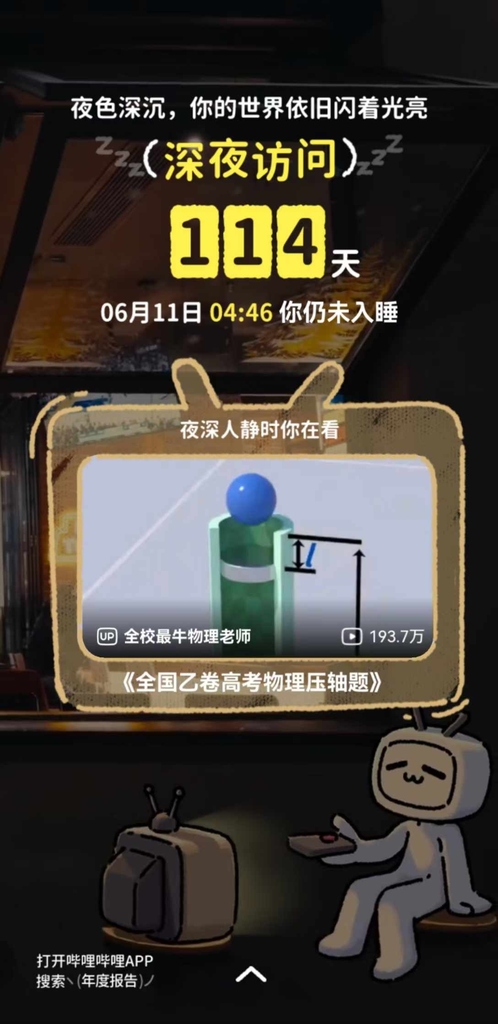 夜色深沉，你的世界依旧闪着光亮
zzz（深夜访问）zzz
114天
06月11日 04:46 你仍未入睡
夜深人静时你在看
l
UP 全校最牛物理老师 193.7万
《全国乙卷高考物理压轴题》
打开哔哩哔哩APP
搜索ヽ(年度报告)ノ